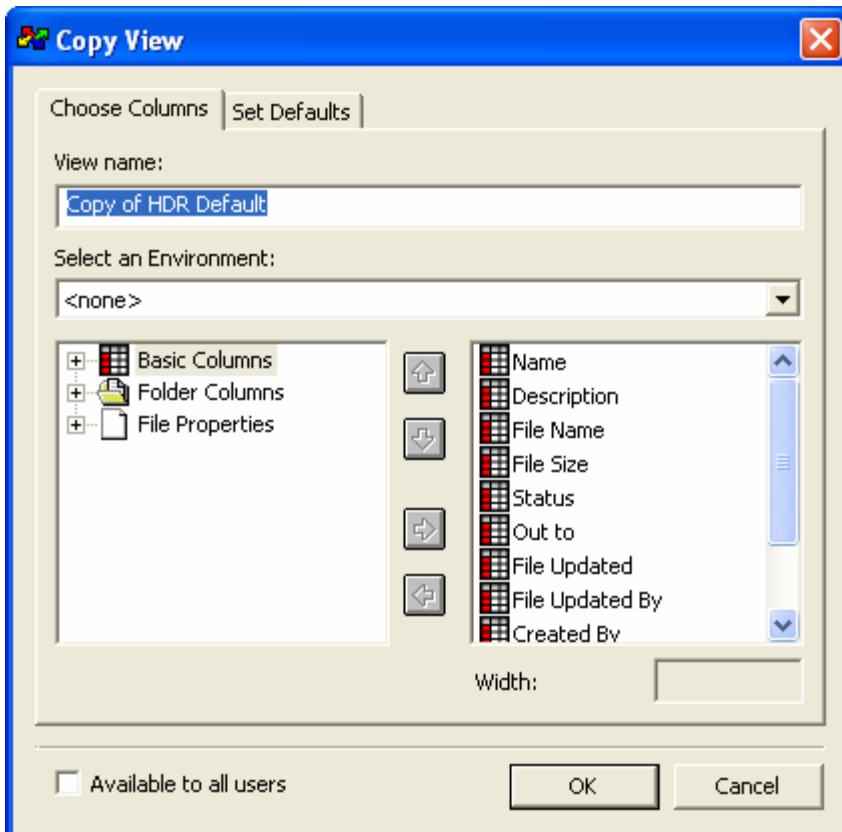 Copy View
Choose Columns
Set Defaults
View name:
Copy of HDR Default
Select an Environment:
<none>
Basic Columns
Folder Columns
File Properties
Name
Description
File Name
File Size
Status
Out to
File Updated
File Updated By
Created By
Width:
Available to all users
OK
Cancel